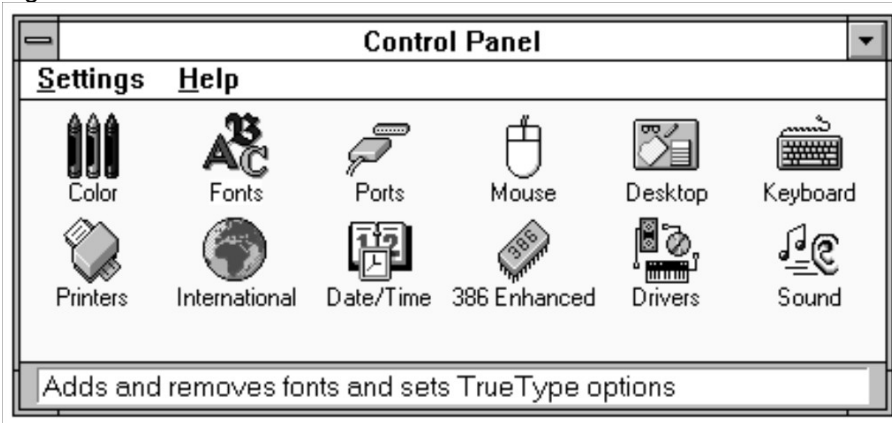 Control Panel
Settings Help
Color Fonts Ports Mouse Desktop Keyboard
Printers International Date/Time 386 Enhanced Drivers Sound
Adds and removes fonts and sets TrueType options